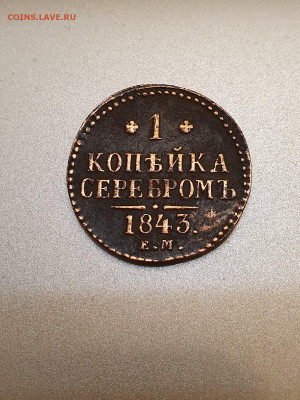 COINS.LAVE.RU
1
КОПѢЙКА
СЕРЕБРОМЪ
1843.
Е.М.